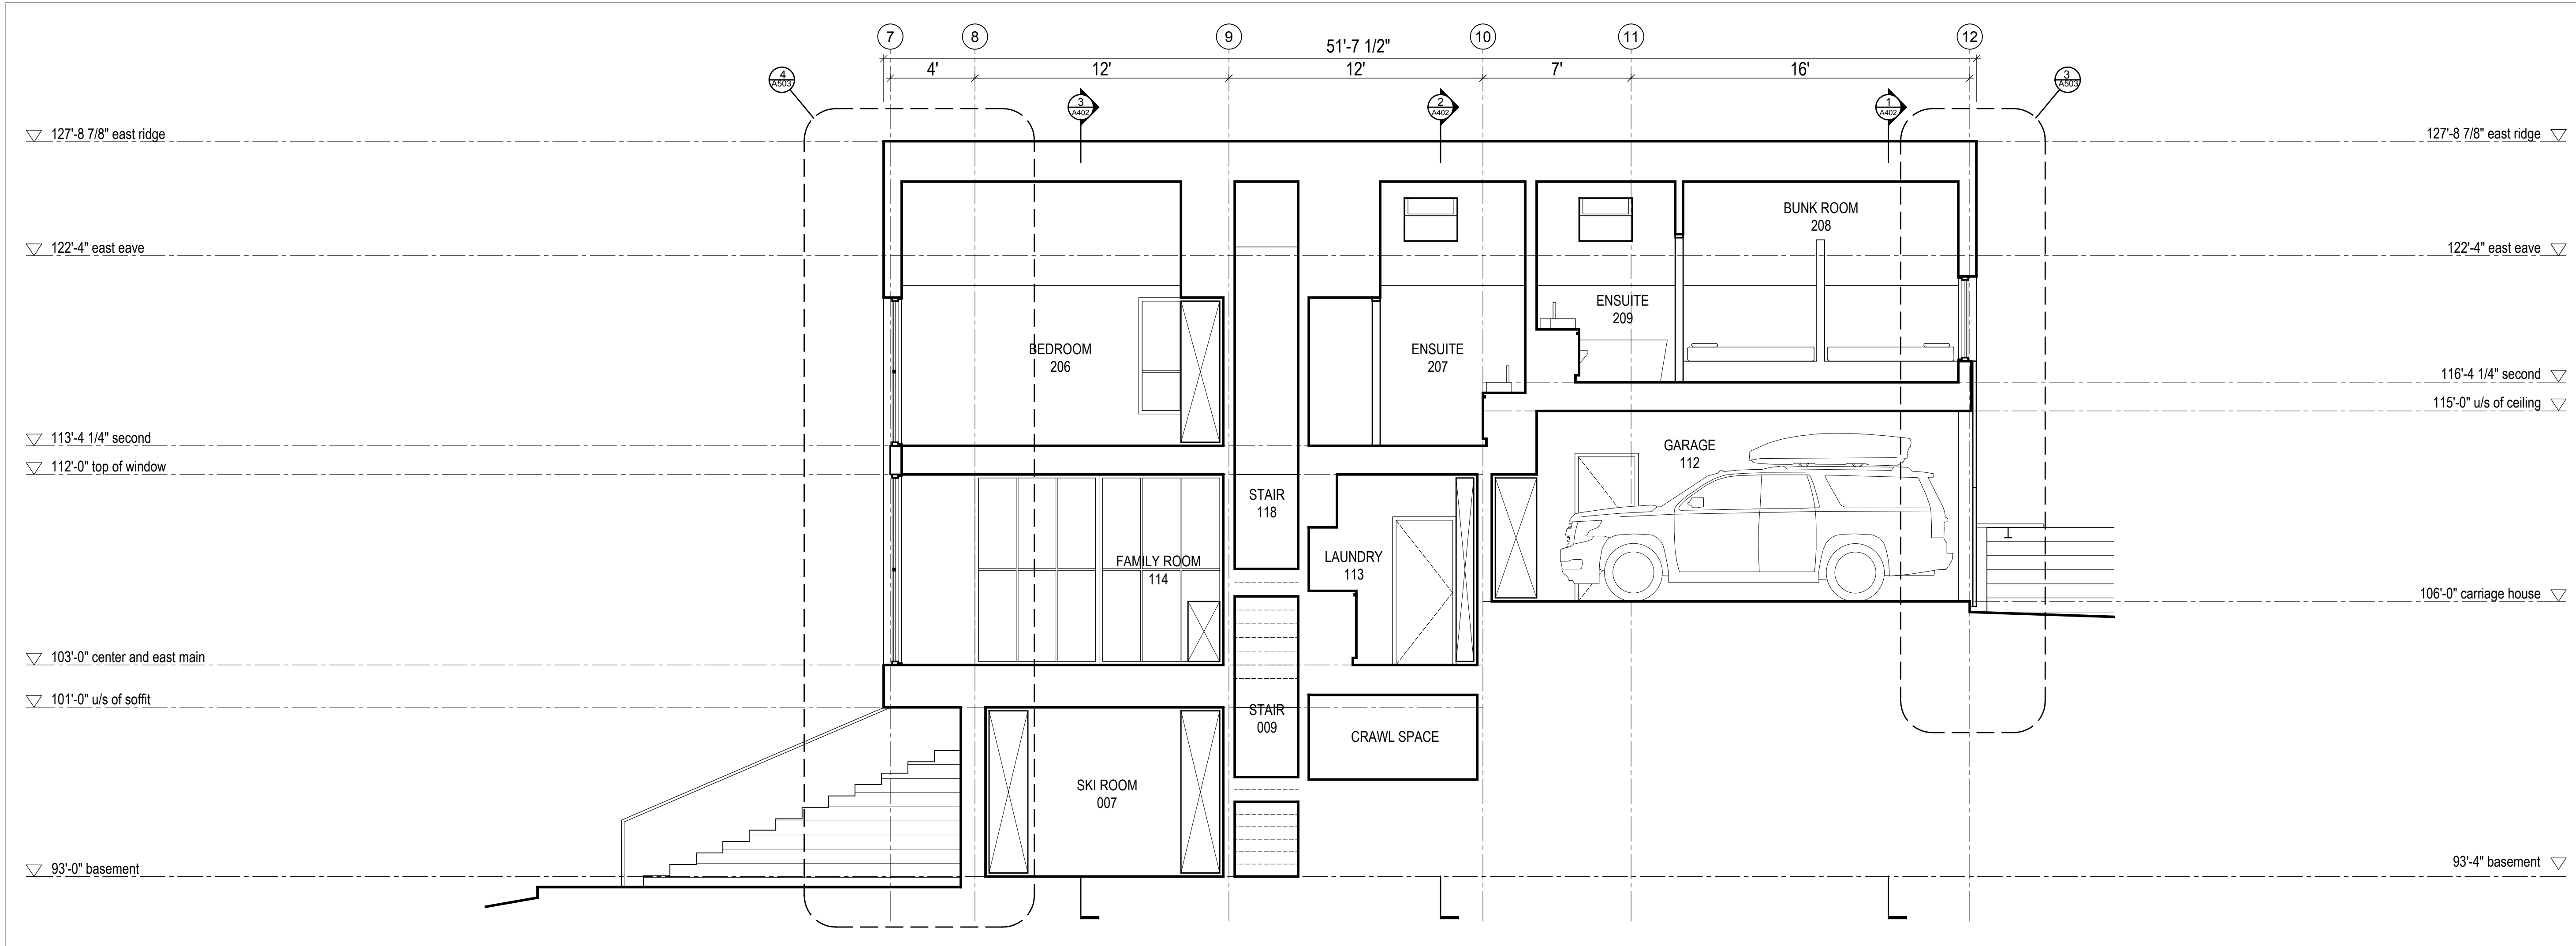 7
8
9
10
11
12
51'-7 1/2"
4'
12'
12'
7'
16'
4
A503
3
A503
3
A402
2
A402
1
A402
127'-8 7/8" east ridge
127'-8 7/8" east ridge
BUNK ROOM
208
122'-4" east eave
122'-4" east eave
ENSUITE
209
BEDROOM
206
ENSUITE
207
116'-4 1/4" second
115'-0" u/s of ceiling
113'-4 1/4" second
GARAGE
112
112'-0" top of window
STAIR
118
FAMILY ROOM
114
LAUNDRY
113
106'-0" carriage house
103'-0" center and east main
101'-0" u/s of soffit
STAIR
009
CRAWL SPACE
SKI ROOM
007
93'-0" basement
93'-4" basement